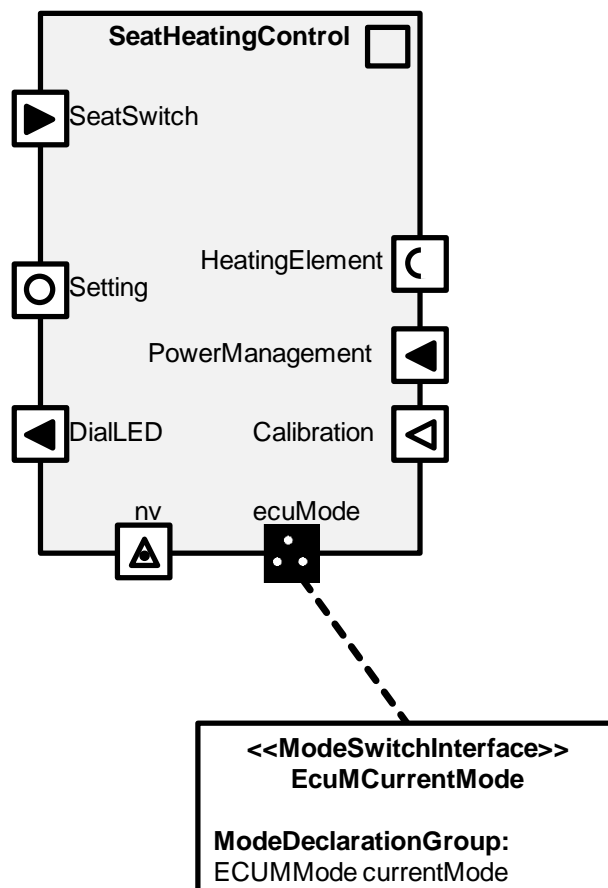 SeatHeatingControl
SeatSwitch
HeatingElement
Setting
PowerManagement
DialLED
Calibration
nv
ecuMode
<<ModeSwitchInterface>>
EcuMCurrentMode
ModeDeclarationGroup:
ECUMMode currentMode